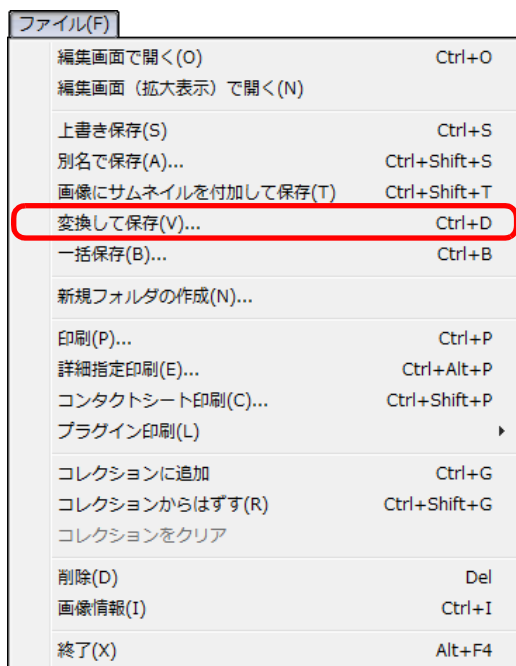 ファイル(F)
編集画面で開く(O) Ctrl+O
編集画面（拡大表示）で開く(N)
上書き保存(S) Ctrl+S
別名で保存(A)... Ctrl+Shift+S
画像にサムネイルを付加して保存(T) Ctrl+Shift+T
変換して保存(V)... Ctrl+D
一括保存(B)... Ctrl+B
新規フォルダの作成(N)...
印刷(P)... Ctrl+P
詳細指定印刷(E)... Ctrl+Alt+P
コンタクトシート印刷(C)... Ctrl+Shift+P
プラグイン印刷(L)
コレクションに追加 Ctrl+G
コレクションからはずす(R) Ctrl+Shift+G
コレクションをクリア
削除(D) Del
画像情報(I) Ctrl+I
終了(X) Alt+F4